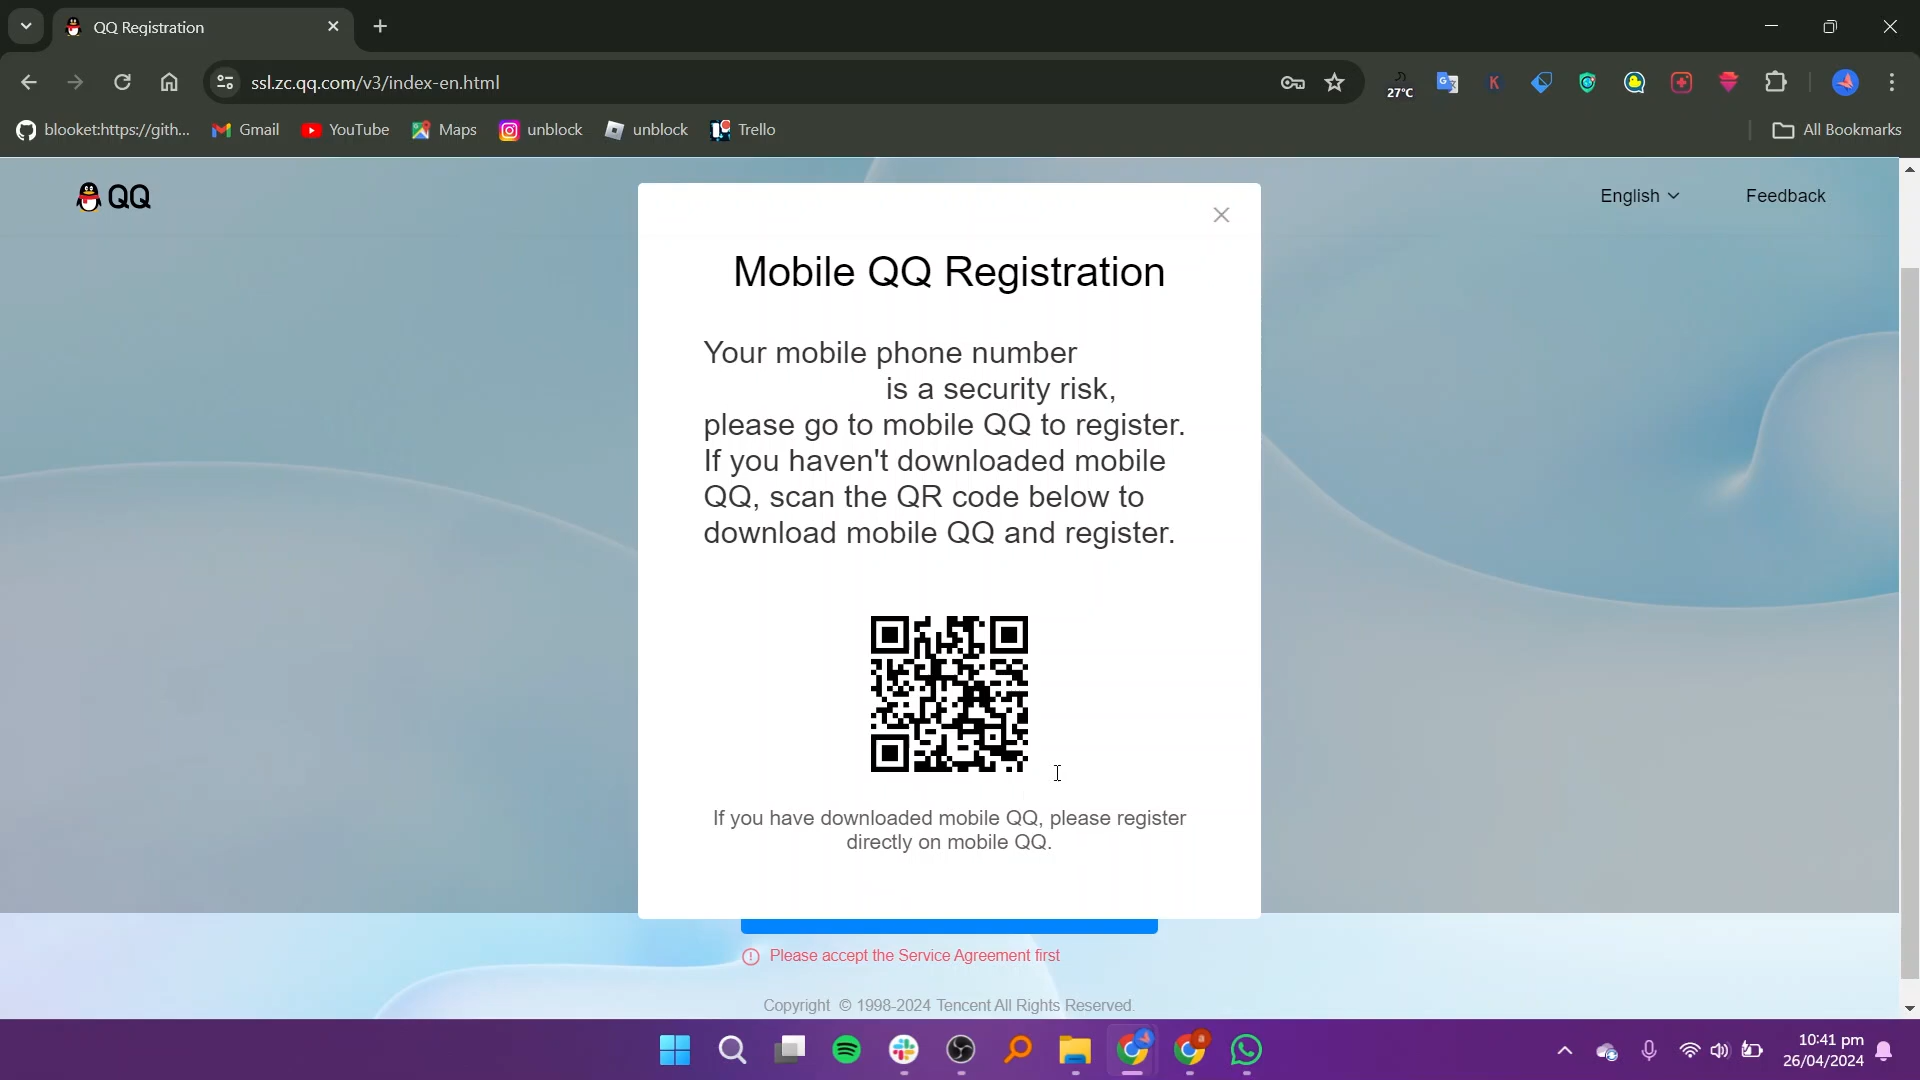 QQ Registration
ssl.zc.qq.com/v3/index-en.html
27°C
K
blooket:https://gith...
Gmail
YouTube
Maps
unblock
unblock
Trello
All Bookmarks
QQ
English
Feedback
Mobile QQ Registration
Your mobile phone number
is a security risk,
please go to mobile QQ to register.
If you haven't downloaded mobile
QQ, scan the QR code below to
download mobile QQ and register.
If you have downloaded mobile QQ, please register
directly on mobile QQ.
Please accept the Service Agreement first
Copyright © 1998-2024 Tencent All Rights Reserved.
10:41 pm
26/04/2024